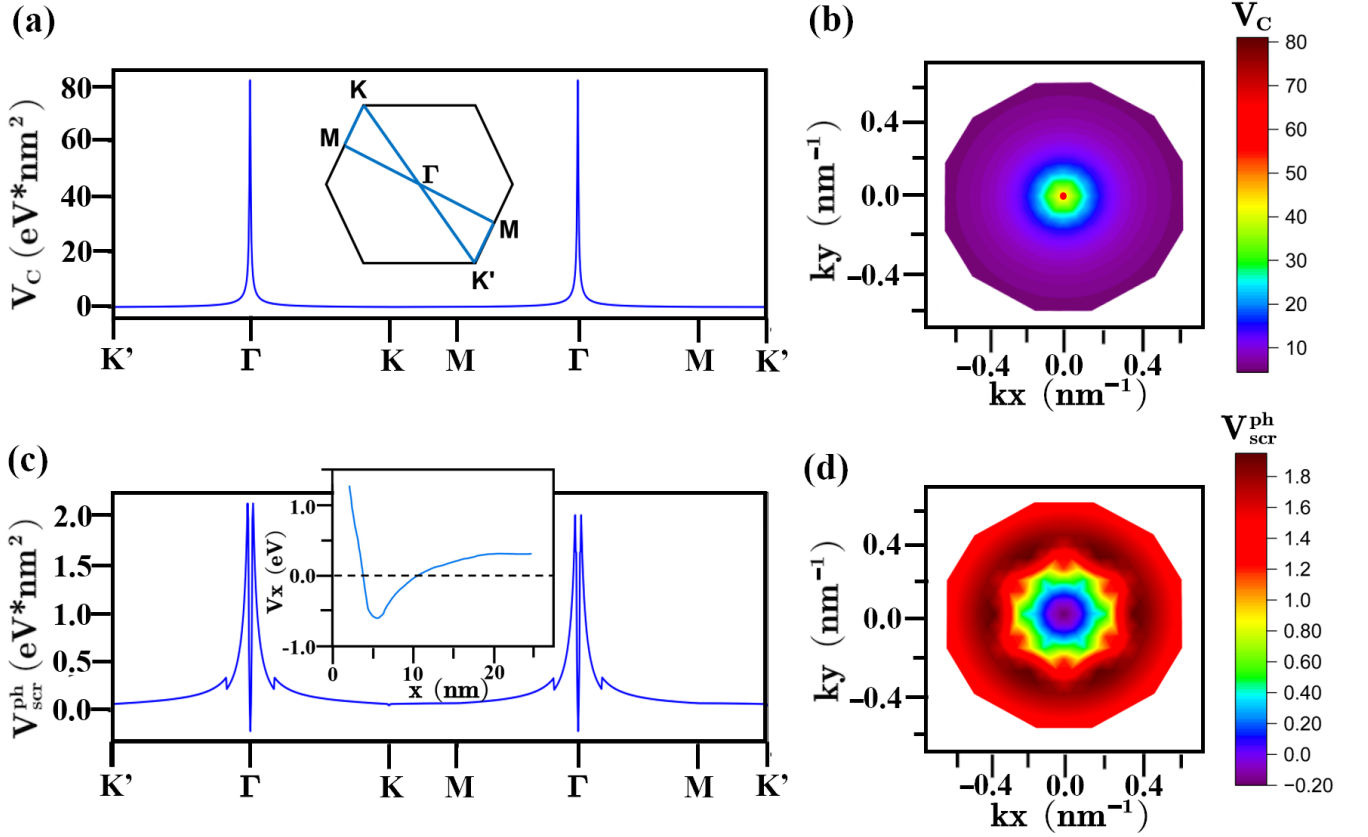 (a)
V_C (eV*nm²)
80
60
40
20
0
K
M
Γ
M
K'
K’ Γ K M Γ M K’
(b)
V_C
ky (nm⁻¹)
0.4
0.0
−0.4
−0.4 0.0 0.4
kx (nm⁻¹)
80
70
60
50
40
30
20
10
(c)
V_scr^ph (eV*nm²)
2.0
1.5
1.0
0.5
0.0
Vx (eV)
1.0
0.0
-1.0
0 10 20
x (nm)
K’ Γ K M Γ M K’
(d)
V_scr^ph
ky (nm⁻¹)
0.4
0.0
−0.4
−0.4 0.0 0.4
kx (nm⁻¹)
1.8
1.6
1.4
1.2
1.0
0.80
0.60
0.40
0.20
0.0
−0.20